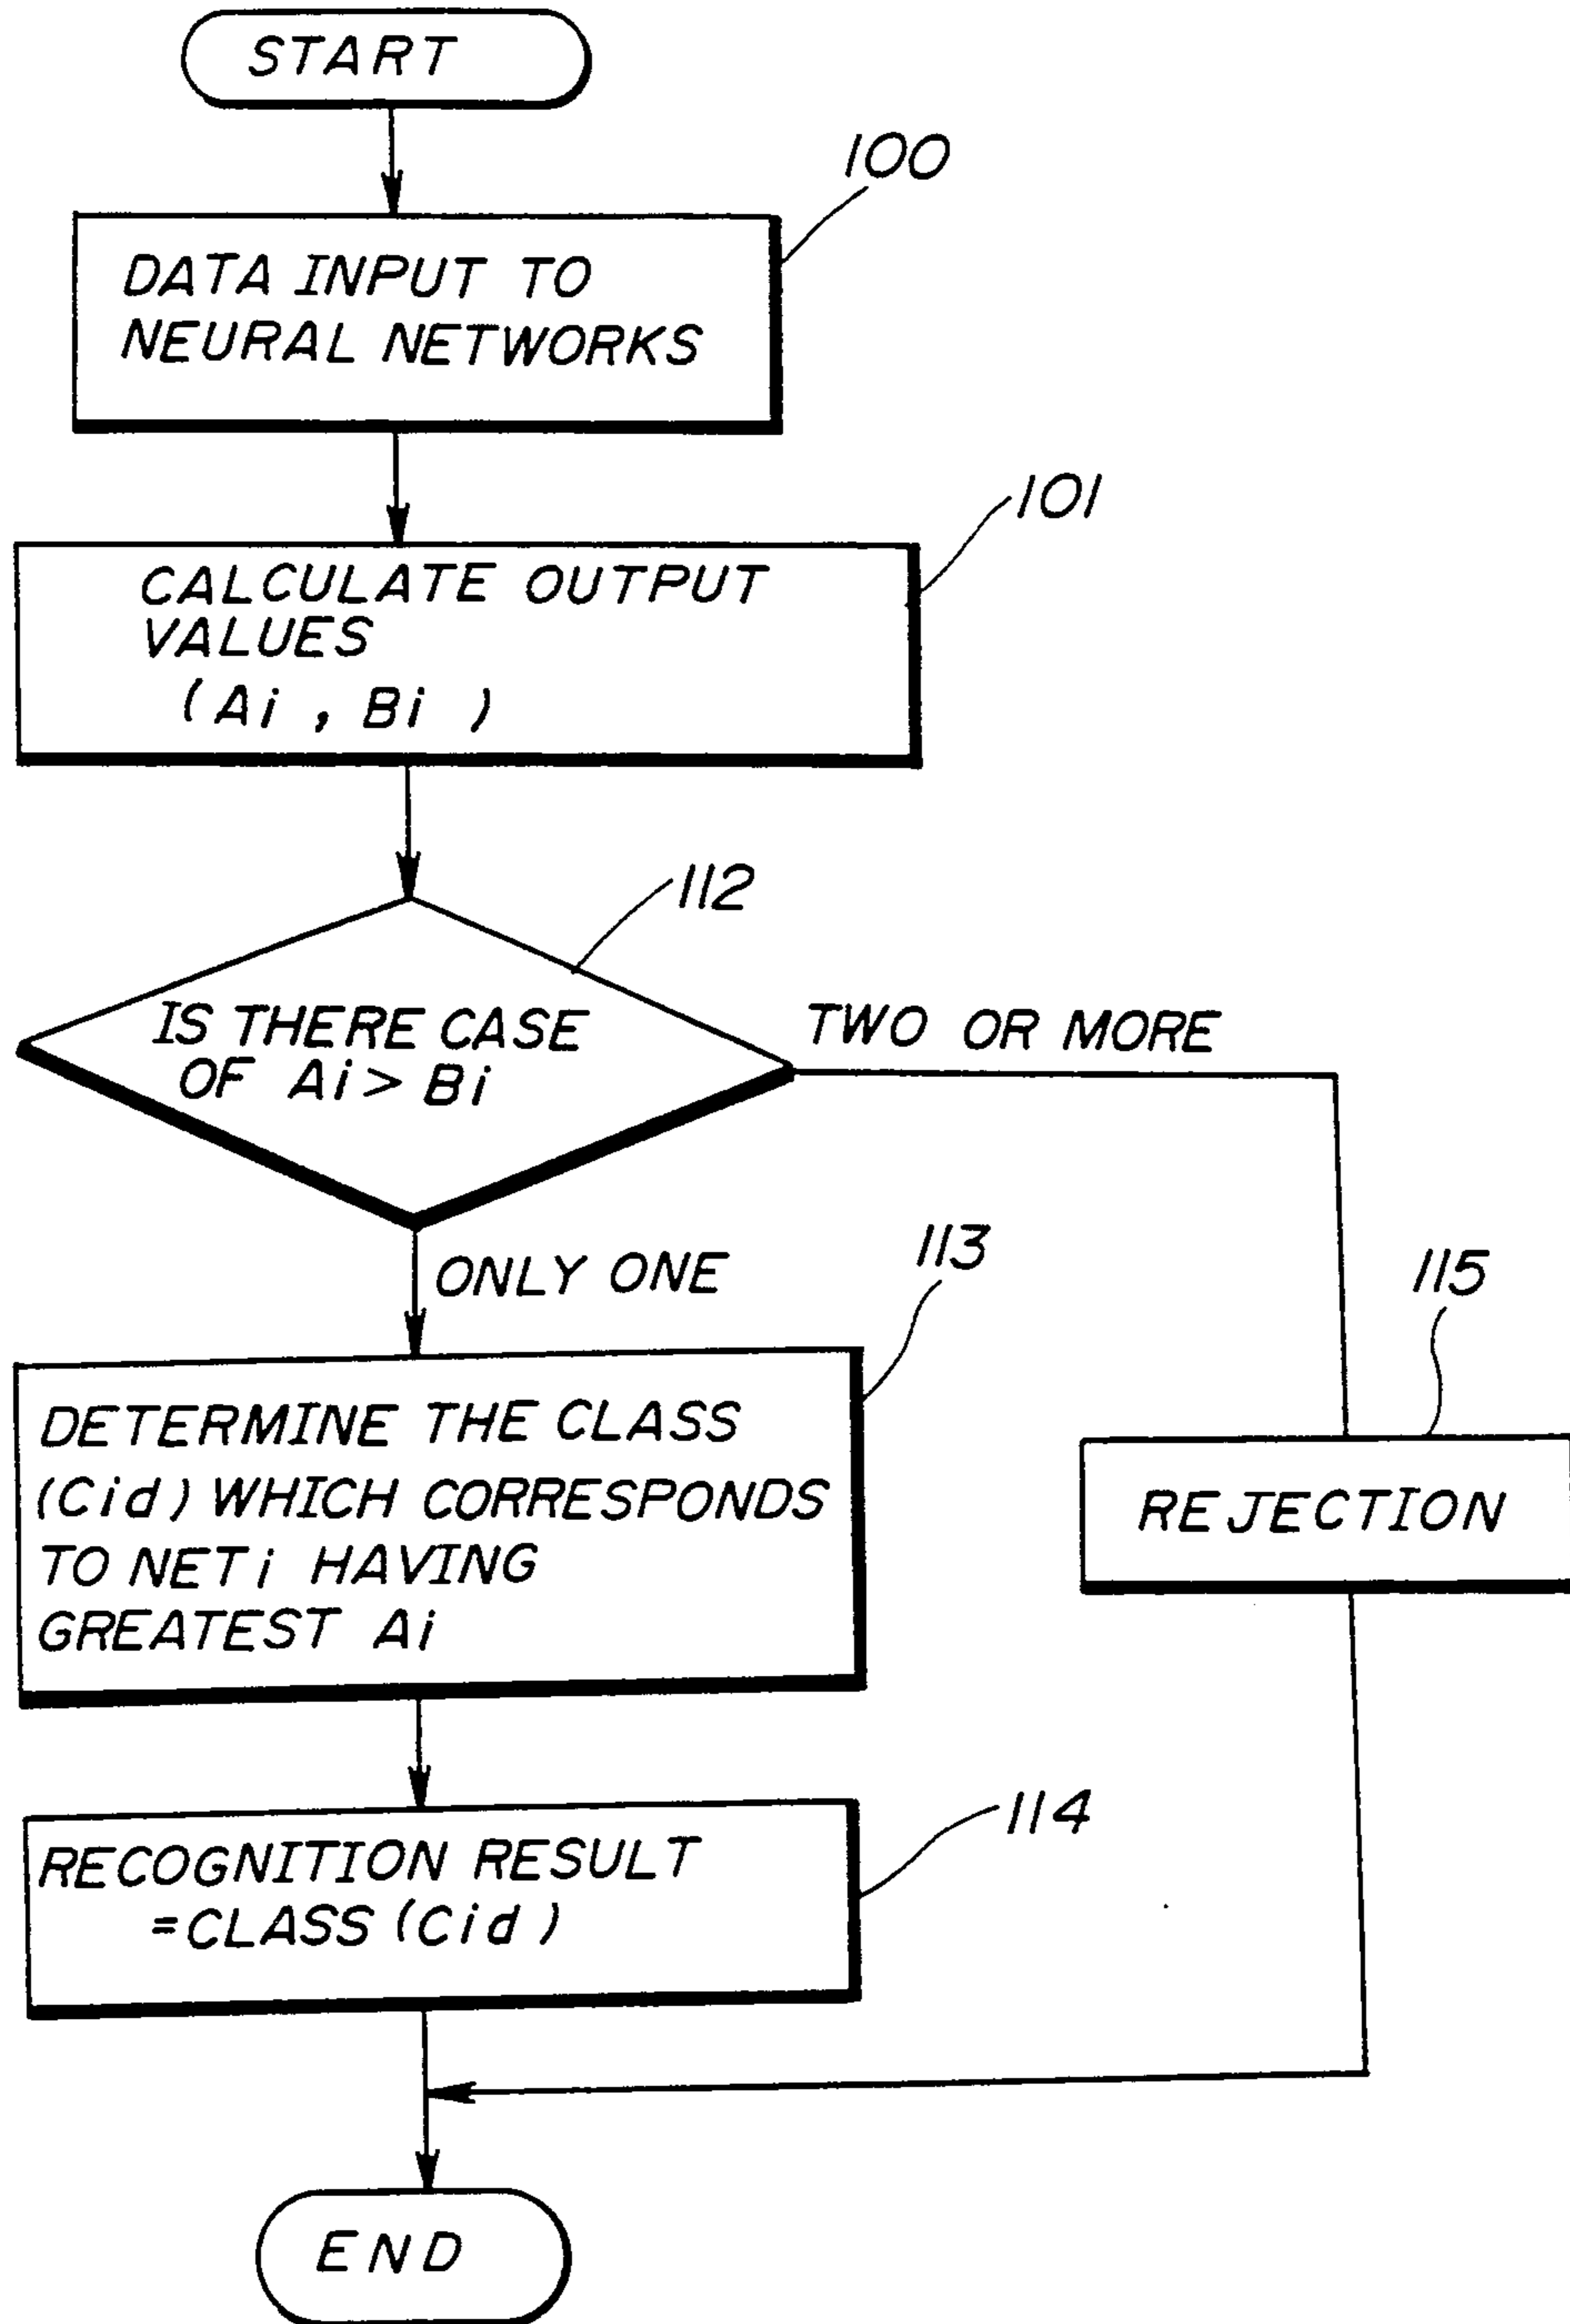 START
100
DATA INPUT TO
NEURAL NETWORKS
101
CALCULATE OUTPUT
VALUES
(Ai , Bi )
112
IS THERE CASE
OF Ai > Bi
TWO OR MORE
ONLY ONE
113
115
DETERMINE THE CLASS
(Cid) WHICH CORRESPONDS
TO NETi HAVING
GREATEST Ai
REJECTION
114
RECOGNITION RESULT
=CLASS (Cid )
END